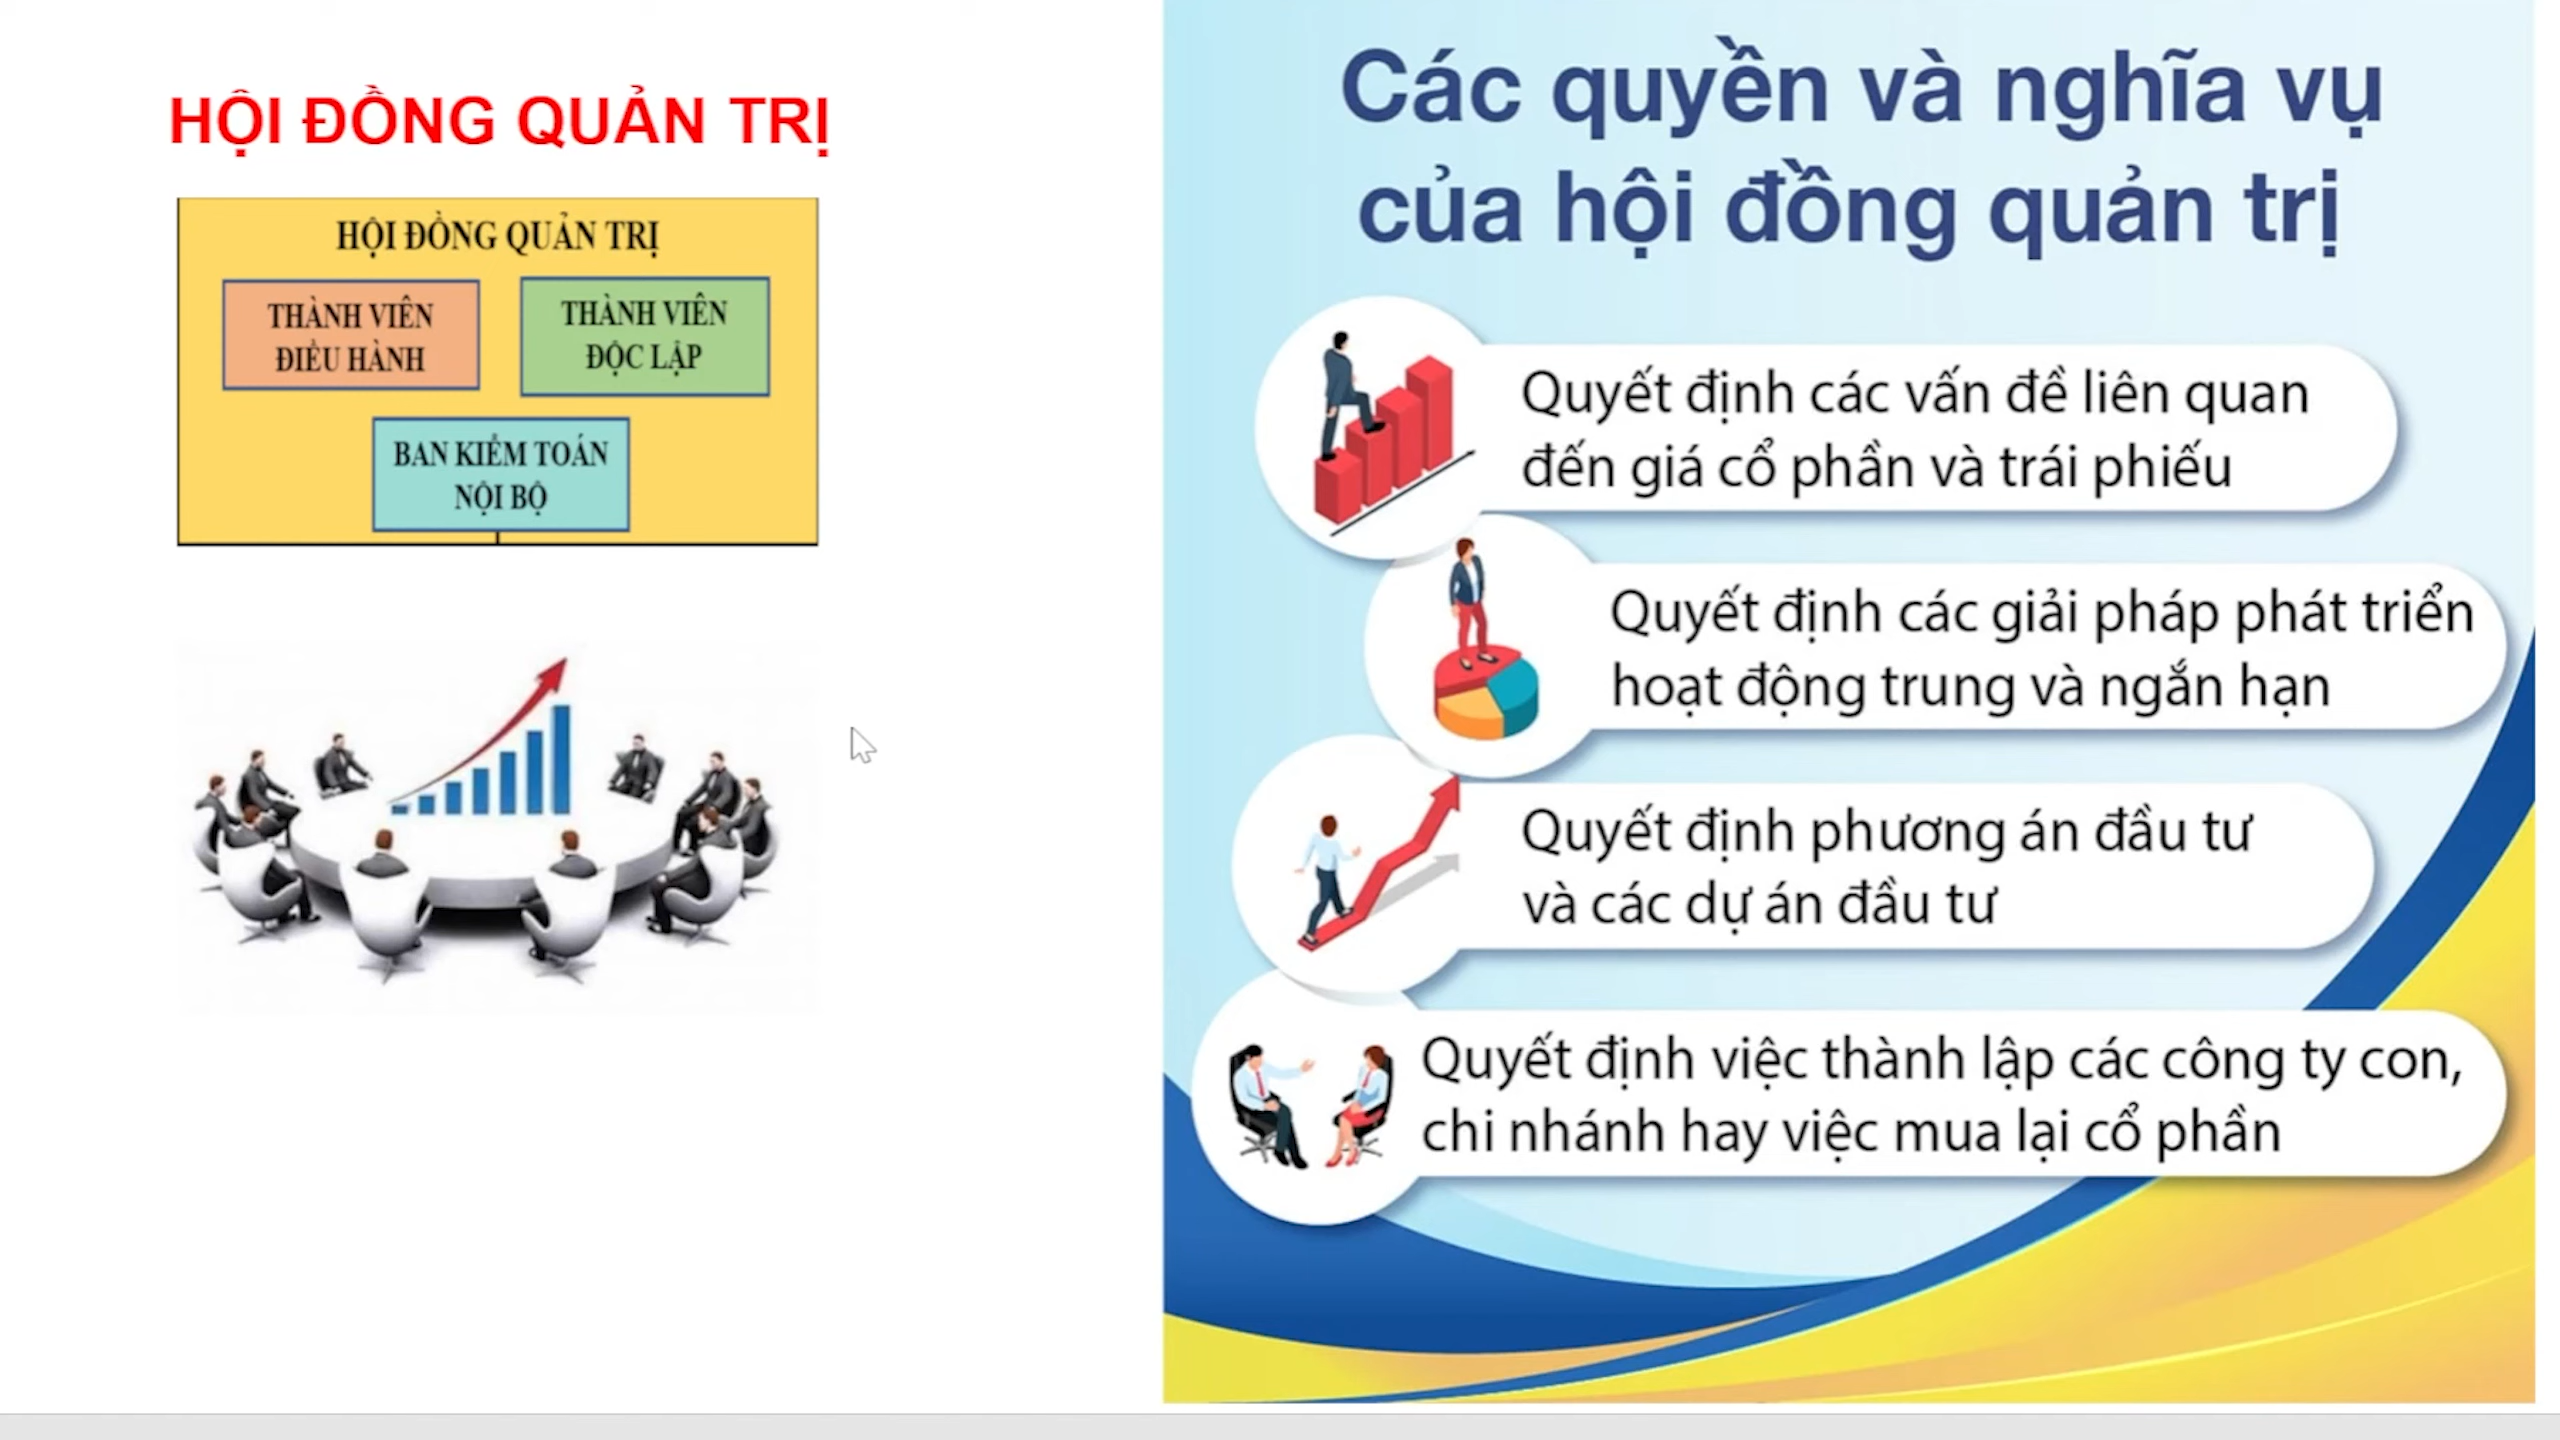 HỘI ĐỒNG QUẢN TRỊ
HỘI ĐỒNG QUẢN TRỊ
THÀNH VIÊN
ĐIỀU HÀNH
THÀNH VIÊN
ĐỘC LẬP
BAN KIỂM TOÁN
NỘI BỘ
Các quyền và nghĩa vụ
của hội đồng quản trị
Quyết định các vấn đề liên quan
đến giá cổ phần và trái phiếu
Quyết định các giải pháp phát triển
hoạt động trung và ngắn hạn
Quyết định phương án đầu tư
và các dự án đầu tư
Quyết định việc thành lập các công ty con,
chi nhánh hay việc mua lại cổ phần